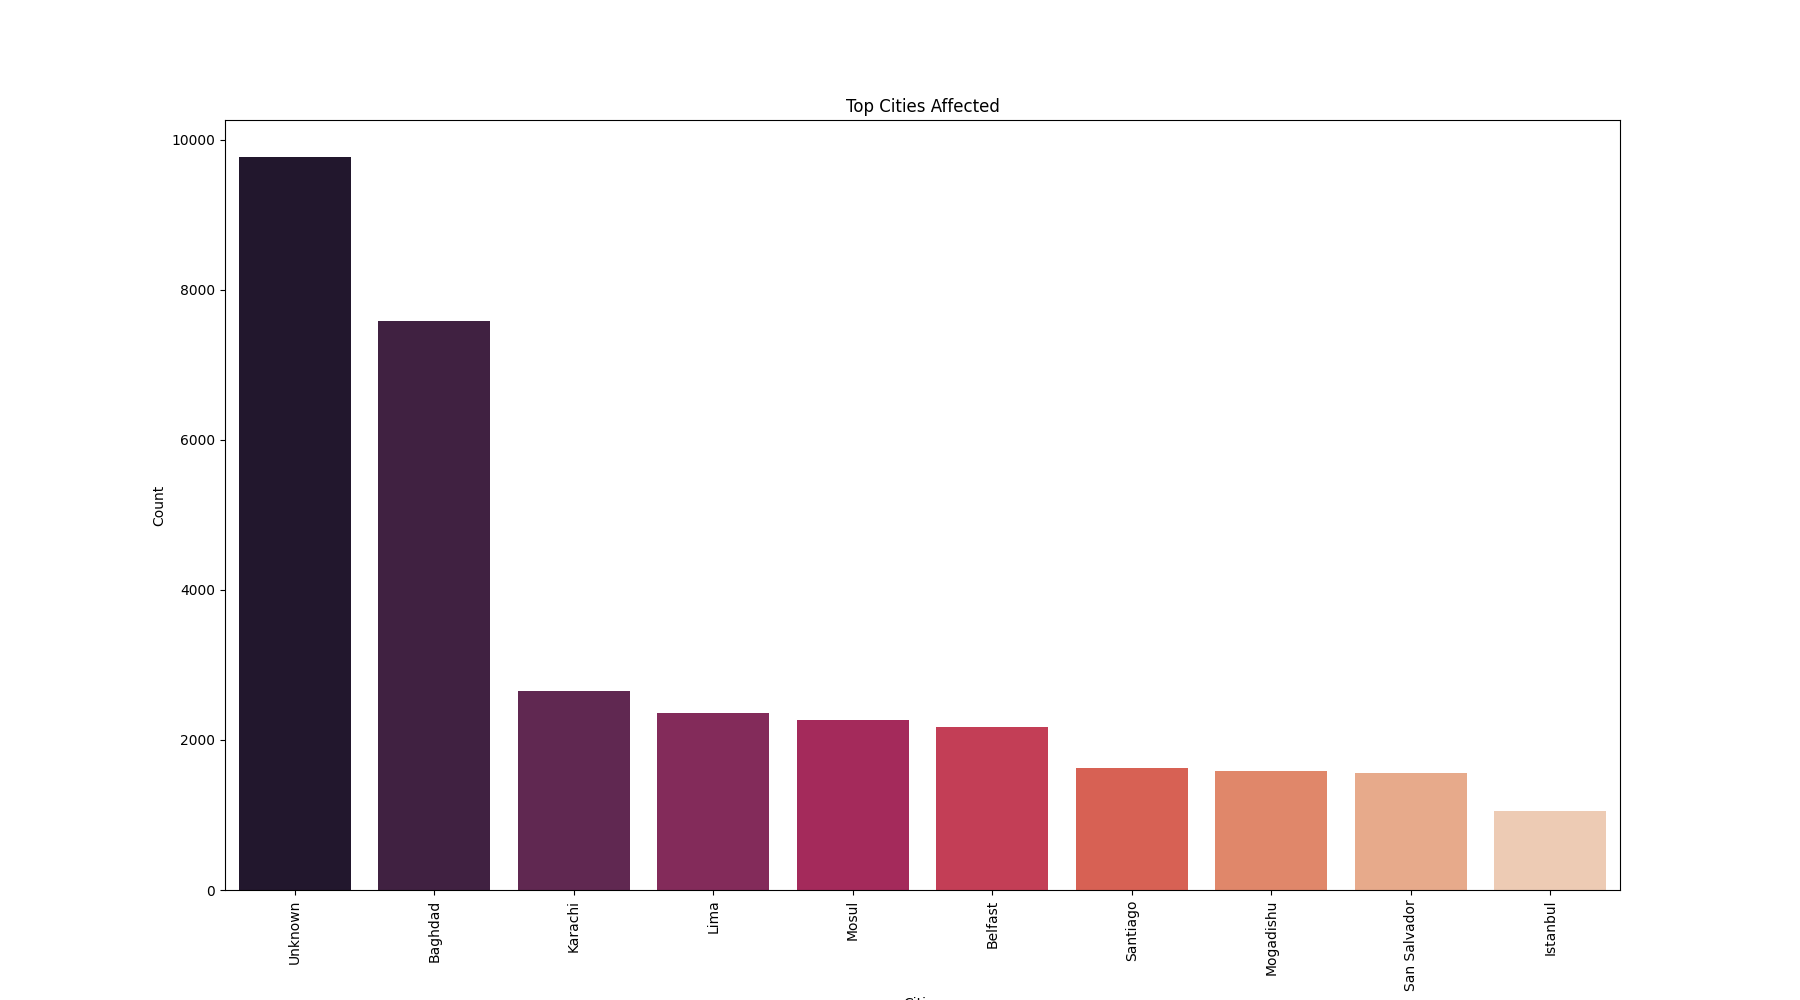 Top Cities Affected
10000
8000
6000
4000
2000
0
Count
Unknown
Baghdad
Karachi
Lima
Mosul
Belfast
Santiago
Mogadishu
San Salvador
Istanbul